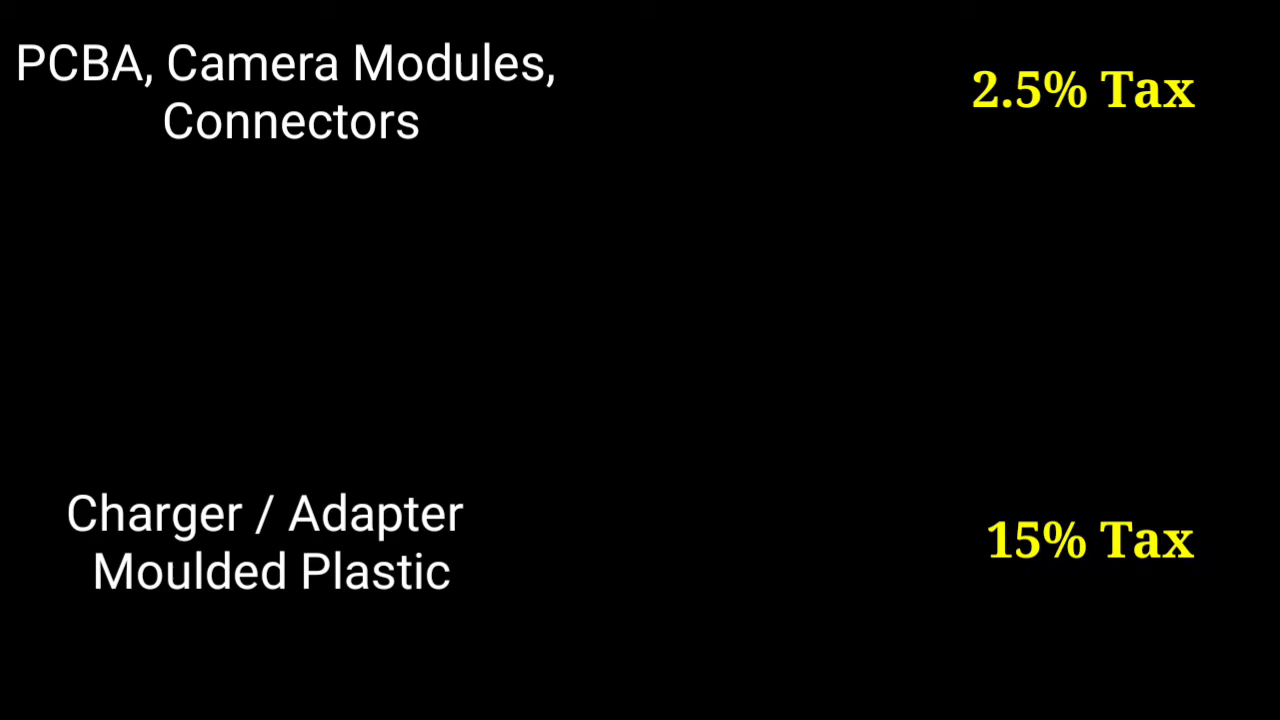 PCBA, Camera Modules,
Connectors
2.5% Tax
Charger / Adapter
Moulded Plastic
15% Tax